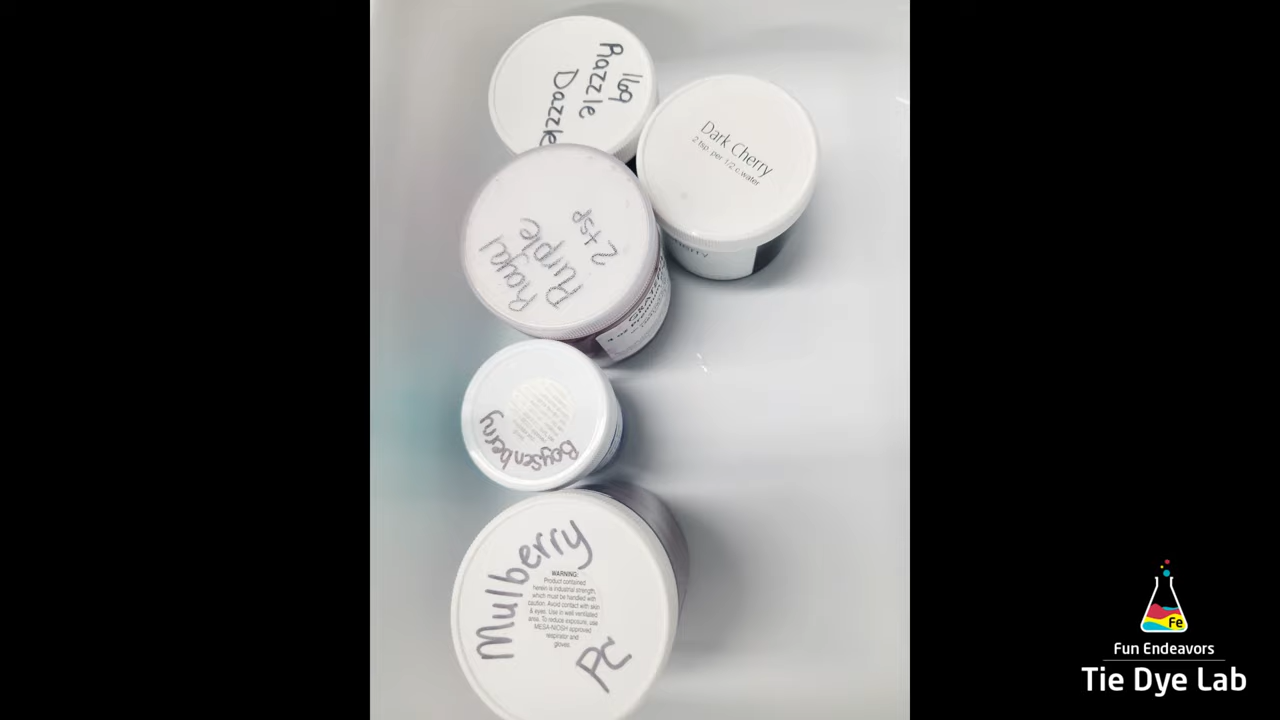 169
Razzle
Dazzle
Dark Cherry
2 tsp. per 1/2 c.water
Royal
Purple
2 tsp
Boysenberry
Mulberry
WARNING:
Product contained
herein is industrial strength,
which must be handled with
caution. Avoid contact with skin
& eyes. Use in well ventilated
area. To reduce exposure, use
MESA-NIOSH approved
respirator and
gloves.
PC
Fe
Fun Endeavors
Tie Dye Lab